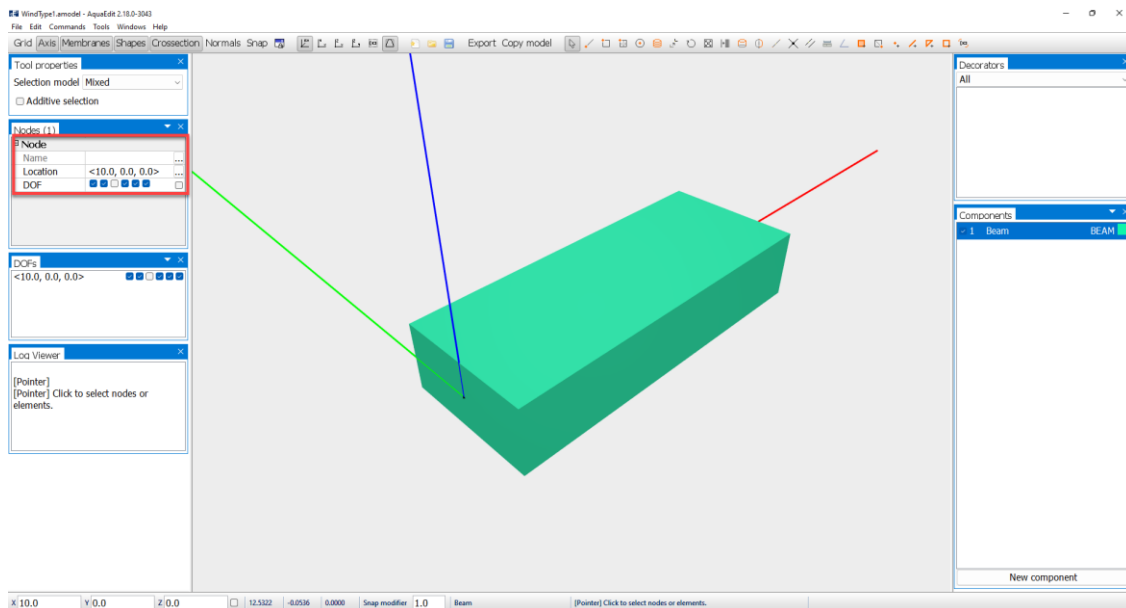 WindType1.amodel - AquaEdit 2.18.0-3043
File Edit Commands Tools Windows Help
Grid Axis Membranes Shapes Crossection Normals Snap Export Copy model
Tool properties
Selection model Mixed
Additive selection
Nodes (1)
Node
Name
...
Location <10.0, 0.0, 0.0> ...
DOF
DOFs
<10.0, 0.0, 0.0>
Log Viewer
[Pointer]
[Pointer] Click to select nodes or
elements.
Decorators
All
Components
1 Beam BEAM
New component
X 10.0 Y 0.0 Z 0.0 12.5322 -0.0536 0.0000 Snap modifier 1.0 Beam [Pointer] Click to select nodes or elements.